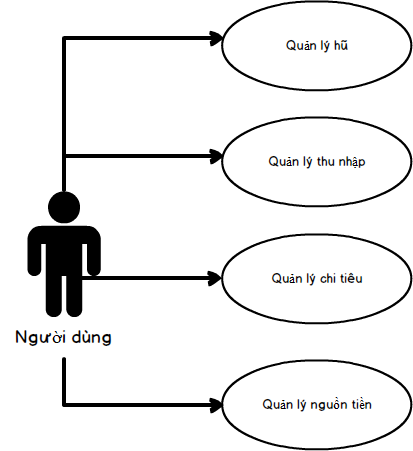 Quản lý hũ
Quản lý thu nhập
Quản lý chi tiêu
Người dùng
Quản lý nguồn tiền